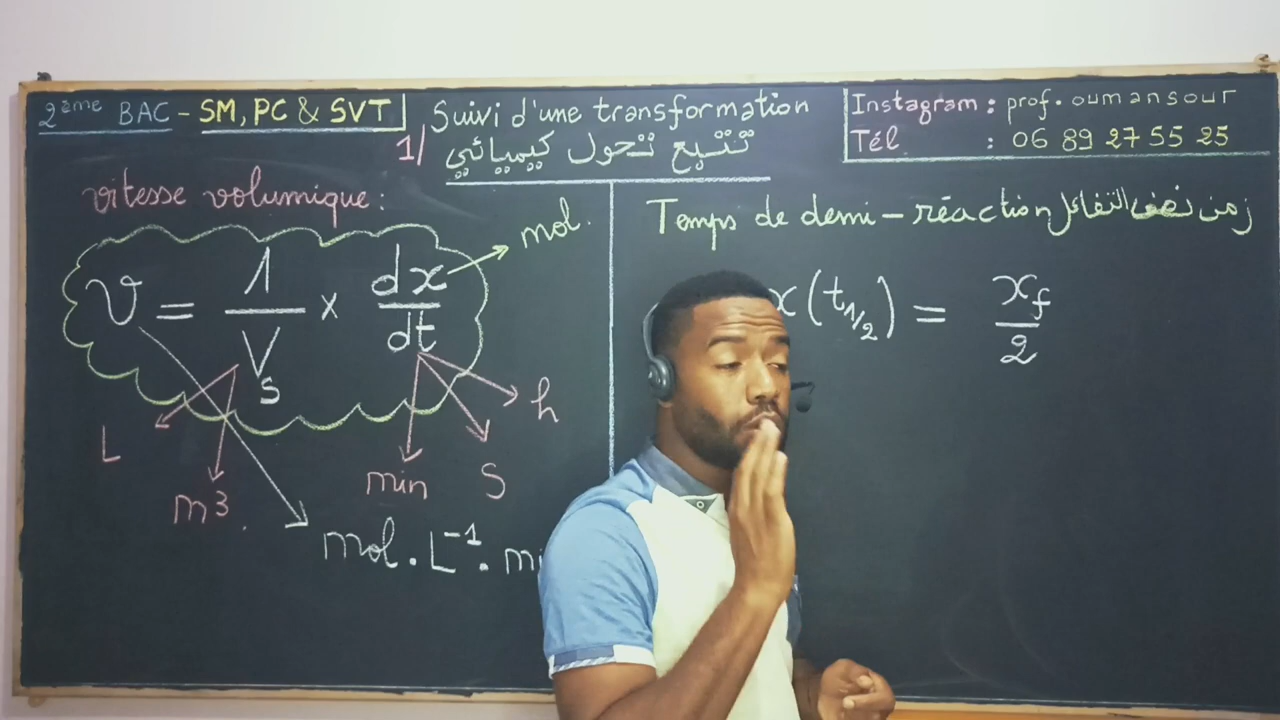 2ème BAC - SM, PC & SVT
Suivi d'une transformation
1/ تتبع تحول كيميائي
Instagram : prof.oumansour
Tél. : 06 89 27 55 25
vitesse volumique :
v = 1/Vs x dx/dt
mol.
L
m³.
min
s
h
mol.L⁻¹.mi
Temps de demi-réaction زمن نصف التفاعل
x(t1/2) = xf/2